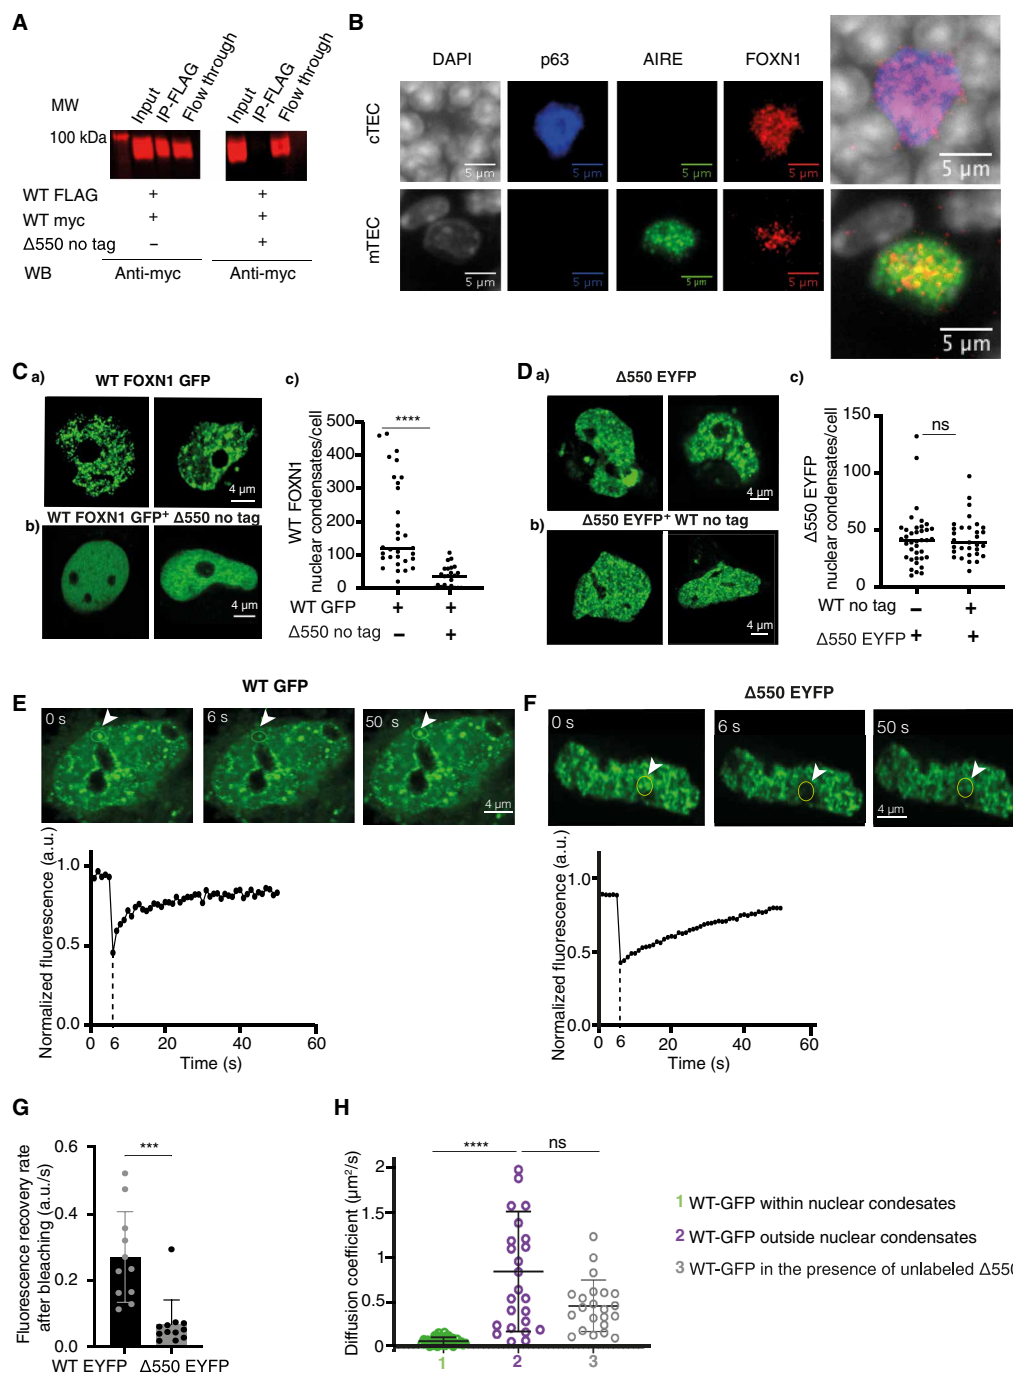 A
MW
Input
IP-FLAG
Flow through
Input
IP-FLAG
Flow through
100 kDa
WT FLAG + +
WT myc + +
Δ550 no tag – +
WB Anti-myc Anti-myc
B
DAPI p63 AIRE FOXN1
cTEC
5 µm 5 µm 5 µm 5 µm
5 µm
mTEC
5 µm 5 µm 5 µm 5 µm
5 µm
C a)
WT FOXN1 GFP
4 µm
b) WT FOXN1 GFP+ Δ550 no tag
4 µm
c)
WT FOXN1
nuclear condensates/cell
500
400
300
200
100
0
****
WT GFP + +
Δ550 no tag – +
D a)
Δ550 EYFP
4 µm
b) Δ550 EYFP+ WT no tag
4 µm
c)
Δ550 EYFP
nuclear condensates/cell
150
100
50
0
ns
WT no tag – +
Δ550 EYFP + +
E
WT GFP
0 s 6 s 50 s
4 µm
Normalized fluorescence (a.u.)
1.0
0.5
0.0
0 6 20 40 60
Time (s)
F
Δ550 EYFP
0 s 6 s 50 s
4 µm
Normalized fluorescence (a.u.)
1.0
0.5
0.0
0 6 20 40 60
Time (s)
G
Fluorescence recovery rate
after bleaching (a.u./s)
0.6
0.4
0.2
0.0
***
WT EYFP Δ550 EYFP
H
Diffusion coefficient (µm²/s)
2
1.5
1
0.5
0
**** ns
1 2 3
1 WT-GFP within nuclear condesates
2 WT-GFP outside nuclear condensates
3 WT-GFP in the presence of unlabeled Δ550